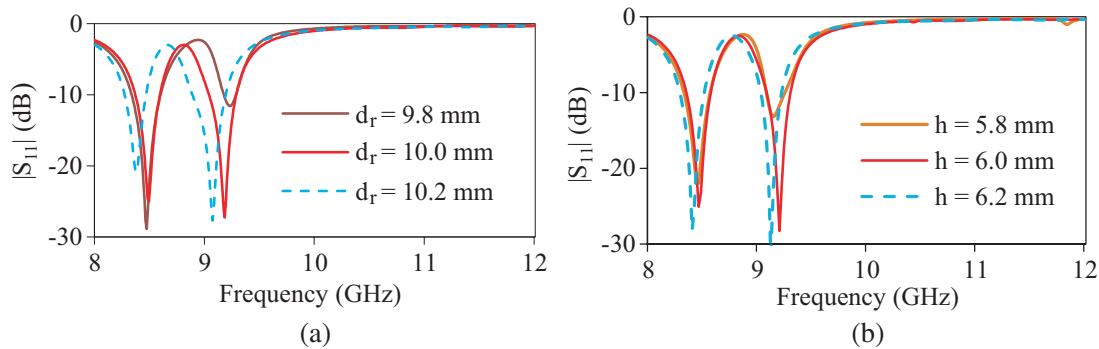 0
-10
-20
-30
|S11| (dB)
dr = 9.8 mm
dr = 10.0 mm
dr = 10.2 mm
8 9 10 11 12
Frequency (GHz)
(a)
0
-10
-20
-30
|S11| (dB)
h = 5.8 mm
h = 6.0 mm
h = 6.2 mm
8 9 10 11 12
Frequency (GHz)
(b)